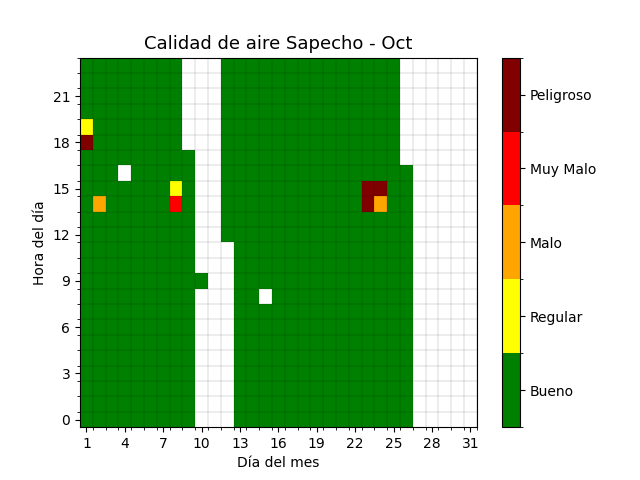 Calidad de aire Sapecho - Oct
Hora del día
21
18
15
12
9
6
3
0
1 4 7 10 13 16 19 22 25 28 31
Día del mes
Peligroso
Muy Malo
Malo
Regular
Bueno